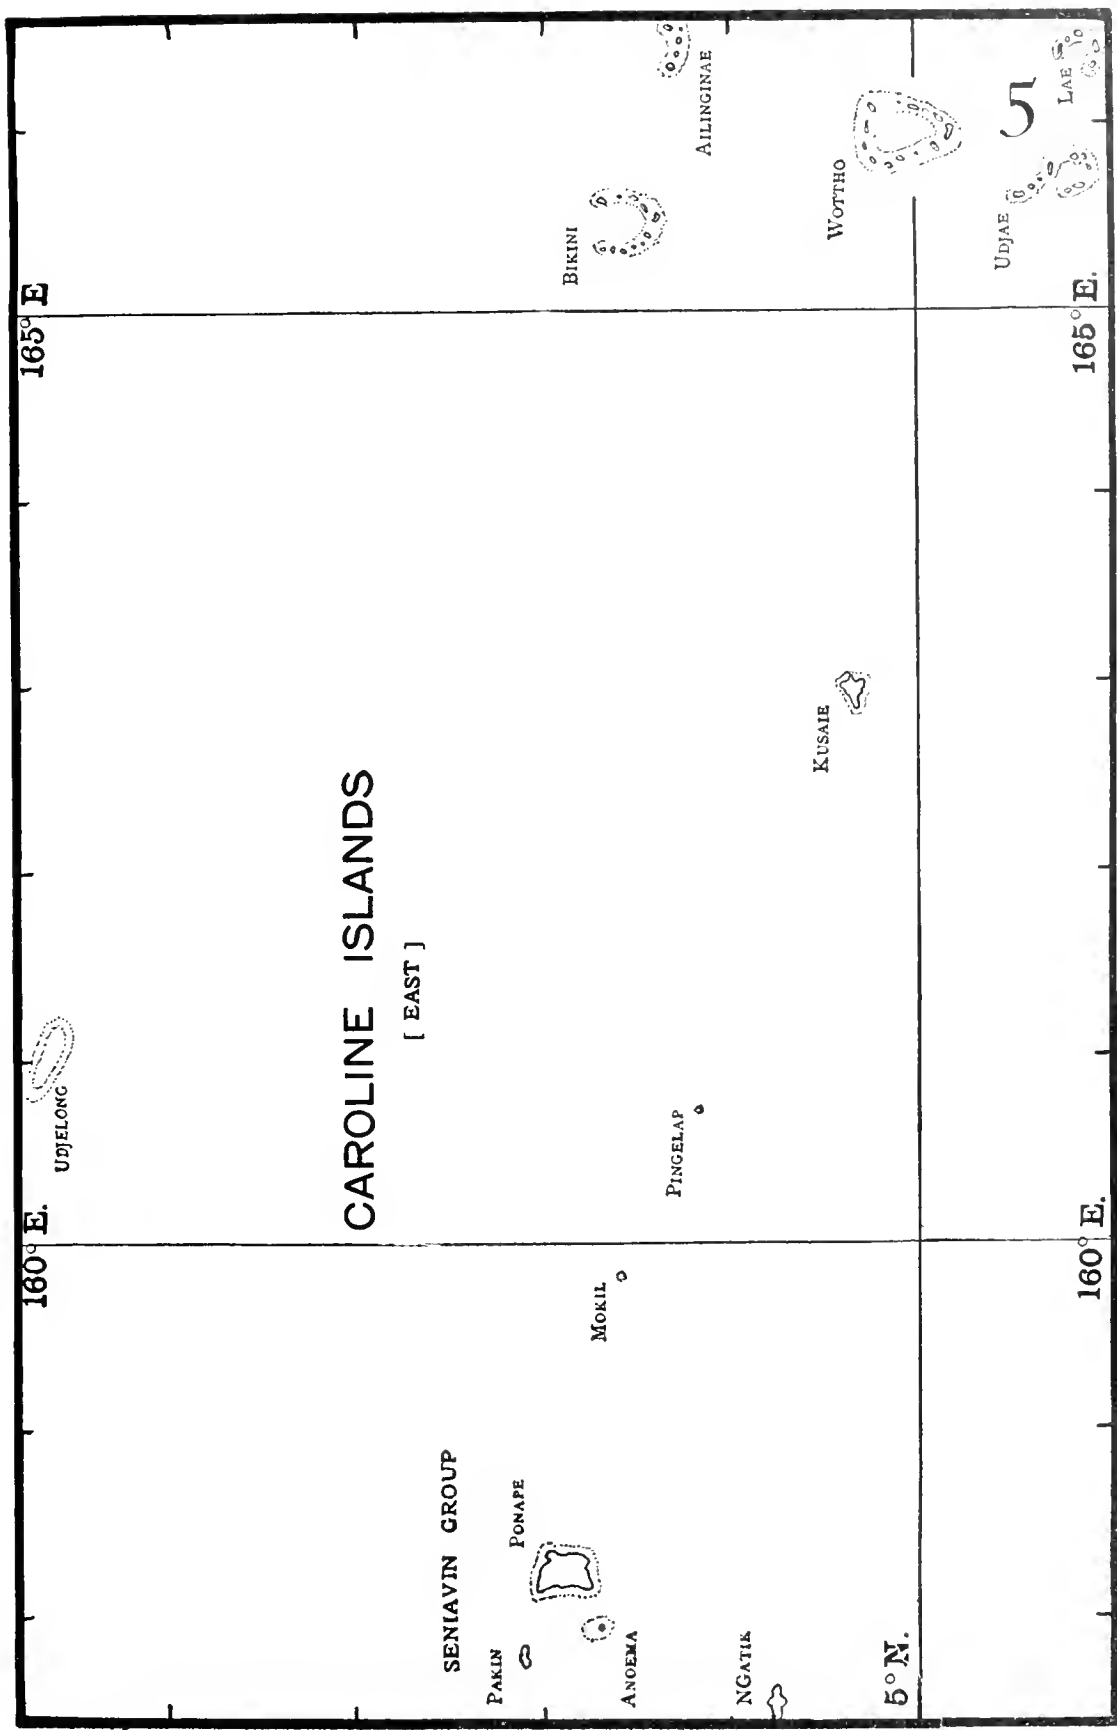 160° E.
165° E
UDJELONG
CAROLINE ISLANDS
[ EAST ]
SENIAVIN GROUP
PAKIN
PONAPE
BIKINI
ANOEMA
MOKIL
PINGELAP
AILINGINAE
NGATIK
KUSAIE
WOTTHO
5° N.
UDJAE
5
LAE
160° E.
165° E.